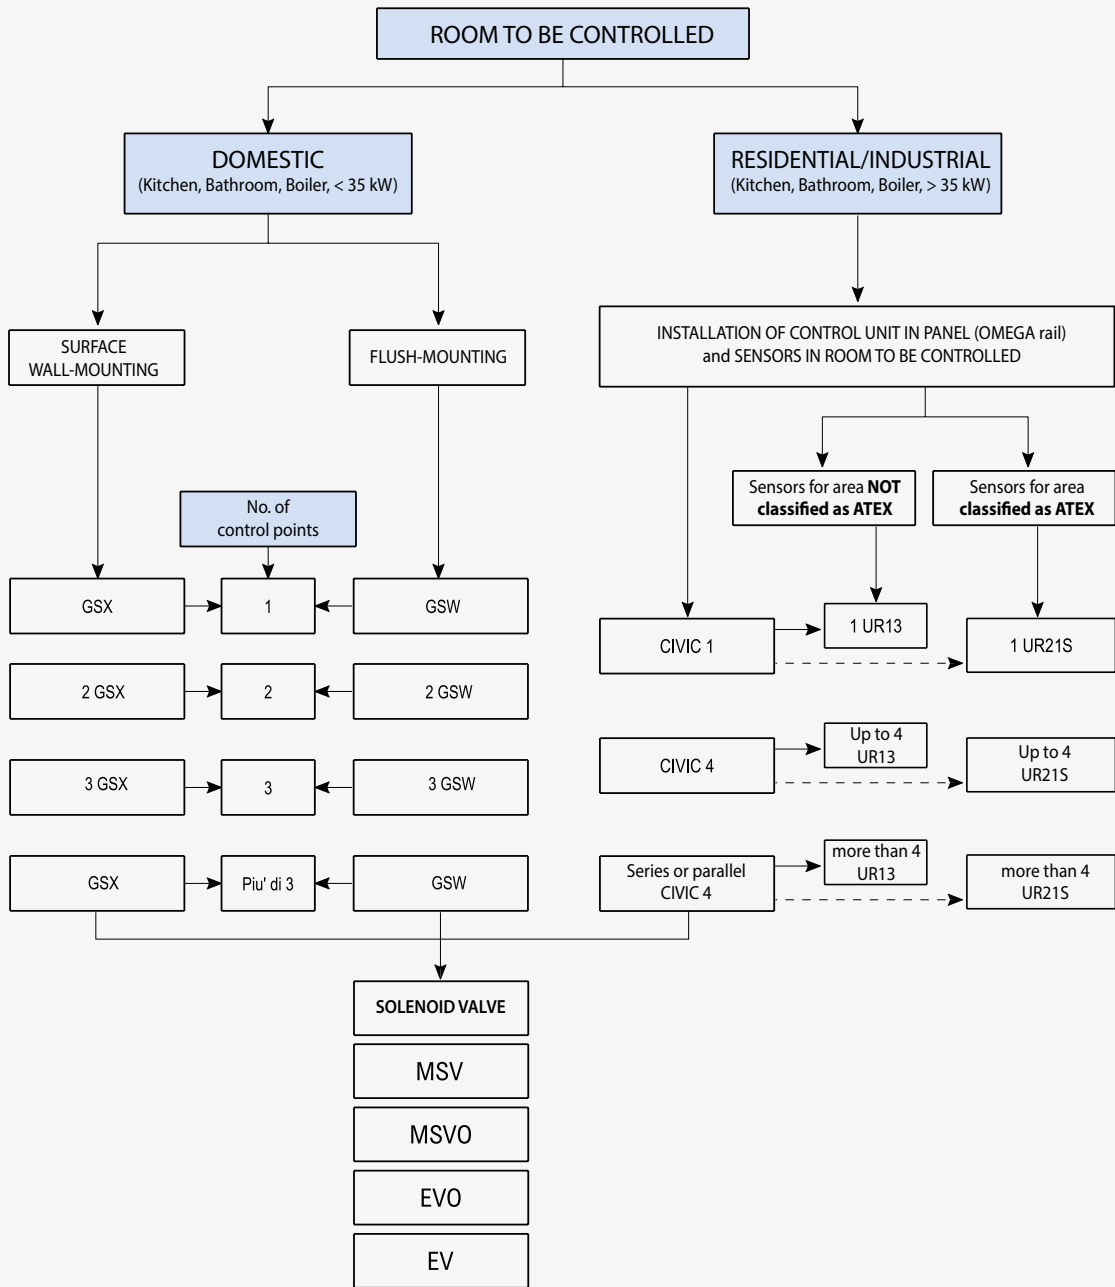 ROOM TO BE CONTROLLED
DOMESTIC
(Kitchen, Bathroom, Boiler, < 35 kW)
RESIDENTIAL/INDUSTRIAL
(Kitchen, Bathroom, Boiler, > 35 kW)
SURFACE
WALL-MOUNTING
FLUSH-MOUNTING
INSTALLATION OF CONTROL UNIT IN PANEL (OMEGA rail)
and SENSORS IN ROOM TO BE CONTROLLED
No. of
control points
Sensors for area NOT
classified as ATEX
Sensors for area
classified as ATEX
GSX
1
GSW
CIVIC 1
1 UR13
1 UR21S
2 GSX
2
2 GSW
3 GSX
3
3 GSW
CIVIC 4
Up to 4
UR13
Up to 4
UR21S
GSX
Piu' di 3
GSW
Series or parallel
CIVIC 4
more than 4
UR13
more than 4
UR21S
SOLENOID VALVE
MSV
MSVO
EVO
EV